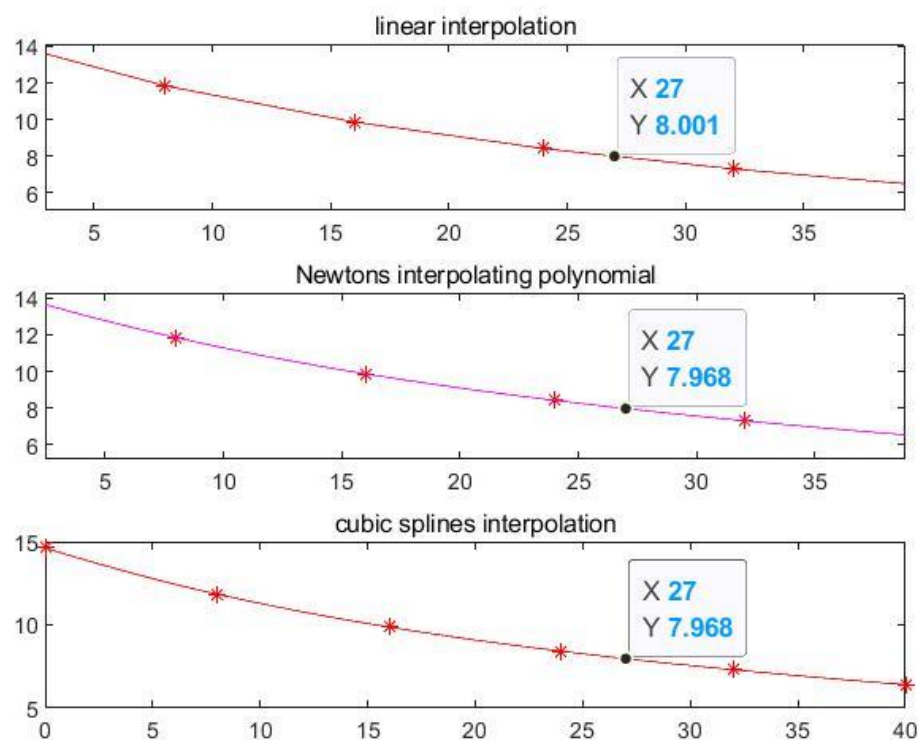 linear interpolation
14
12
10
8
6
X 27
Y 8.001
5 10 15 20 25 30 35
Newtons interpolating polynomial
14
12
10
8
6
X 27
Y 7.968
5 10 15 20 25 30 35
cubic splines interpolation
15
10
5
X 27
Y 7.968
0 5 10 15 20 25 30 35 40